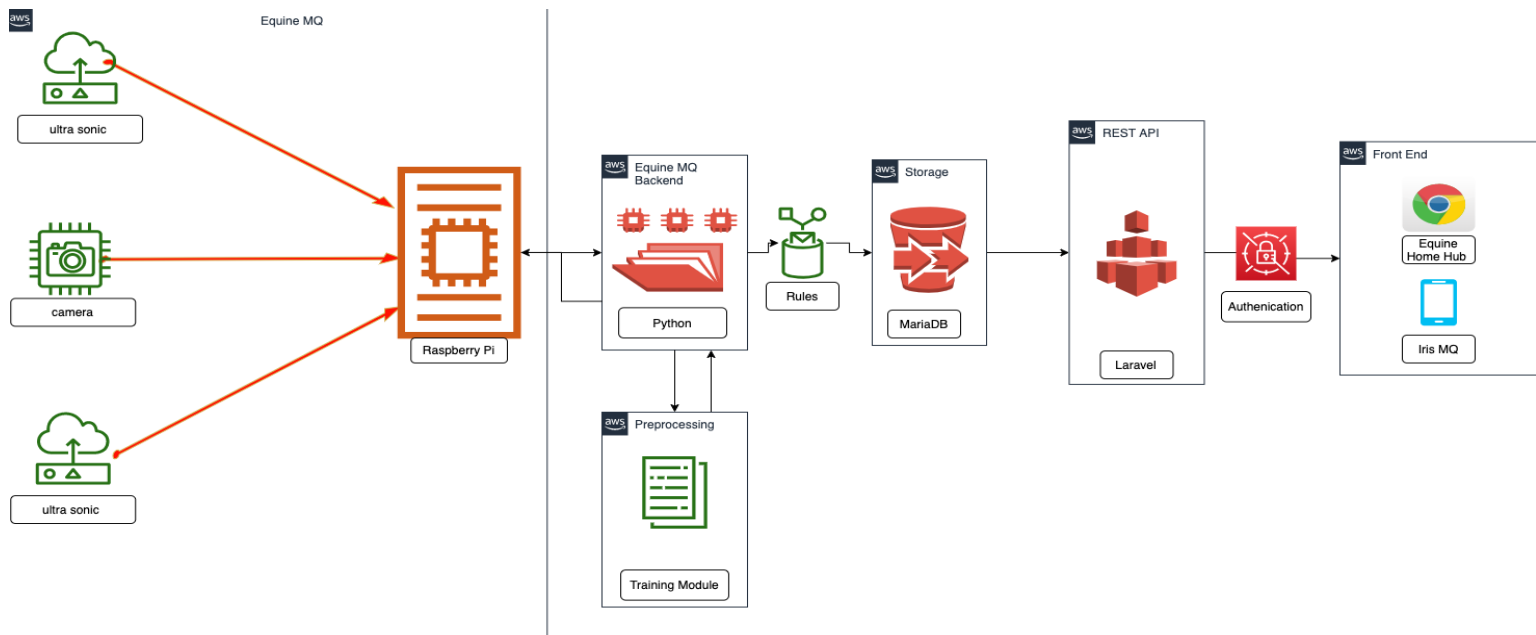 aws
Equine MQ
ultra sonic
camera
ultra sonic
Raspberry Pi
aws
Equine MQ
Backend
Python
aws
Preprocessing
Training Module
Rules
aws
Storage
MariaDB
aws
REST API
Laravel
Authenication
aws
Front End
Equine
Home Hub
Iris MQ